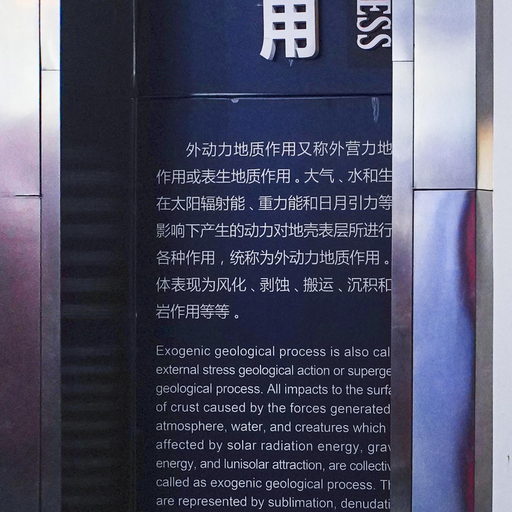 用
ESS
外动力地质作用又称外营力地
作用或表生地质作用。大气、水和生
在太阳辐射能、重力能和日月引力等
影响下产生的动力对地壳表层所进行
各种作用，统称为外动力地质作用。
体表现为风化、剥蚀、搬运、沉积和
岩作用等等。
Exogenic geological process is also cal
external stress geological action or superge
geological process. All impacts to the surfa
of crust caused by the forces generated
atmosphere, water, and creatures which
affected by solar radiation energy, grav
energy, and lunisolar attraction, are collectiv
called as exogenic geological process. Th
are represented by sublimation, denudati